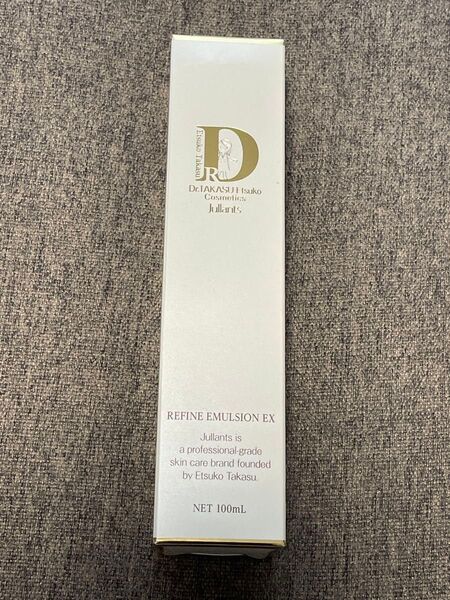 Etsuko Takasu
DR
Dr.TAKASU Etsuko
Cosmetics
Jullants
REFINE EMULSION EX
Jullants is
a professional-grade
skin care brand founded
by Etsuko Takasu.
NET 100mL